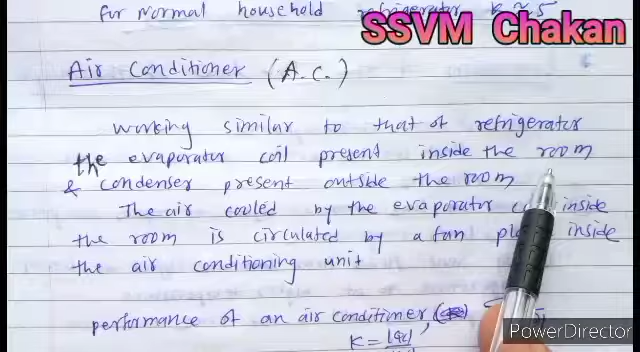 for normal household refrigerator K ≈ 5
SSVM Chakan
Air Conditioner (A.C.)
working similar to that of refrigerator
the evaporator coil present inside the room
& condenser present outside the room
The air cooled by the evaporator inside
the room is circulated by a fan inside
the air conditioning unit
performance of an air conditioner
K =
PowerDirector